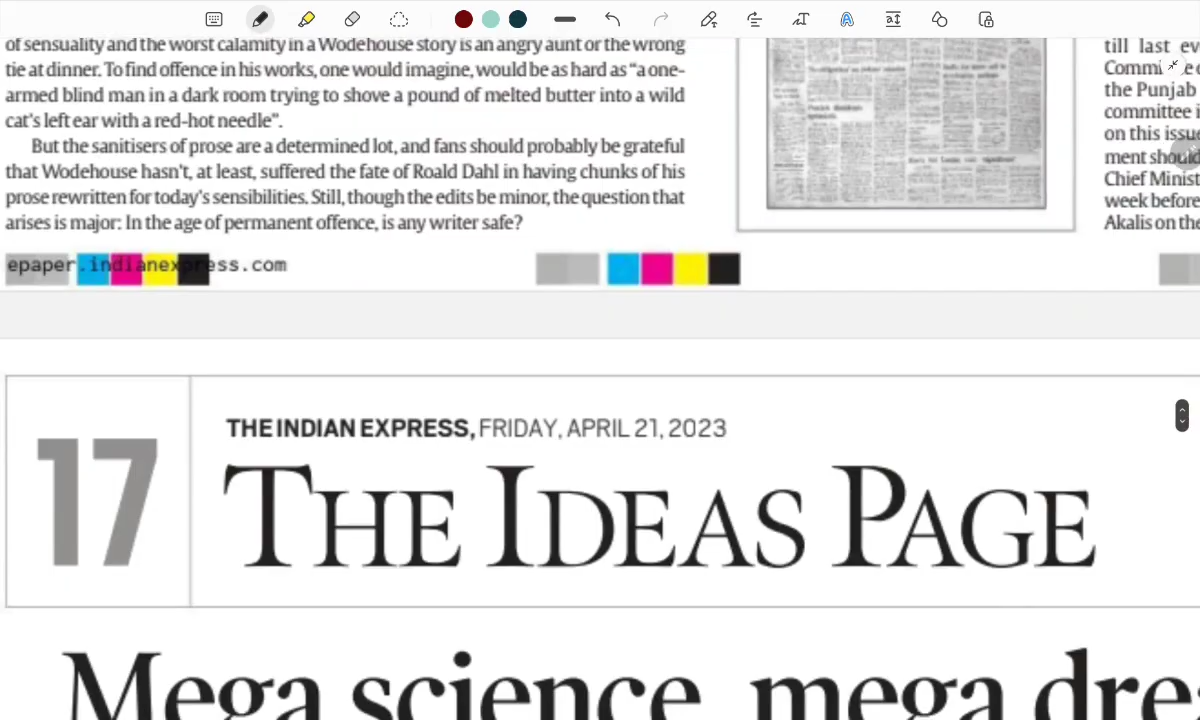 of sensuality and the worst calamity in a Wodehouse story is an angry aunt or the wrong
tie at dinner. To find offence in his works, one would imagine, would be as hard as “a one-
armed blind man in a dark room trying to shove a pound of melted butter into a wild
cat’s left ear with a red-hot needle”.
But the sanitisers of prose are a determined lot, and fans should probably be grateful
that Wodehouse hasn’t, at least, suffered the fate of Roald Dahl in having chunks of his
prose rewritten for today’s sensibilities. Still, though the edits be minor, the question that
arises is major: In the age of permanent offence, is any writer safe?
till last ev
the Punjab
committee i
on this issue
ment should
Chief Minist
week before
Akalis on the
epaper.indianexpress.com
17
THE INDIAN EXPRESS, FRIDAY, APRIL 21, 2023
THE IDEAS PAGE
Mega science, mega dre